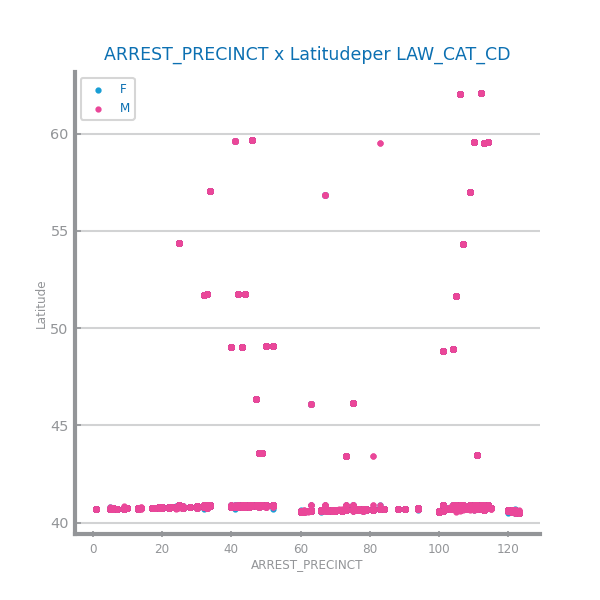 ARREST_PRECINCT x Latitudeper LAW_CAT_CD
F
M
60
55
50
45
40
Latitude
0 20 40 60 80 100 120
ARREST_PRECINCT